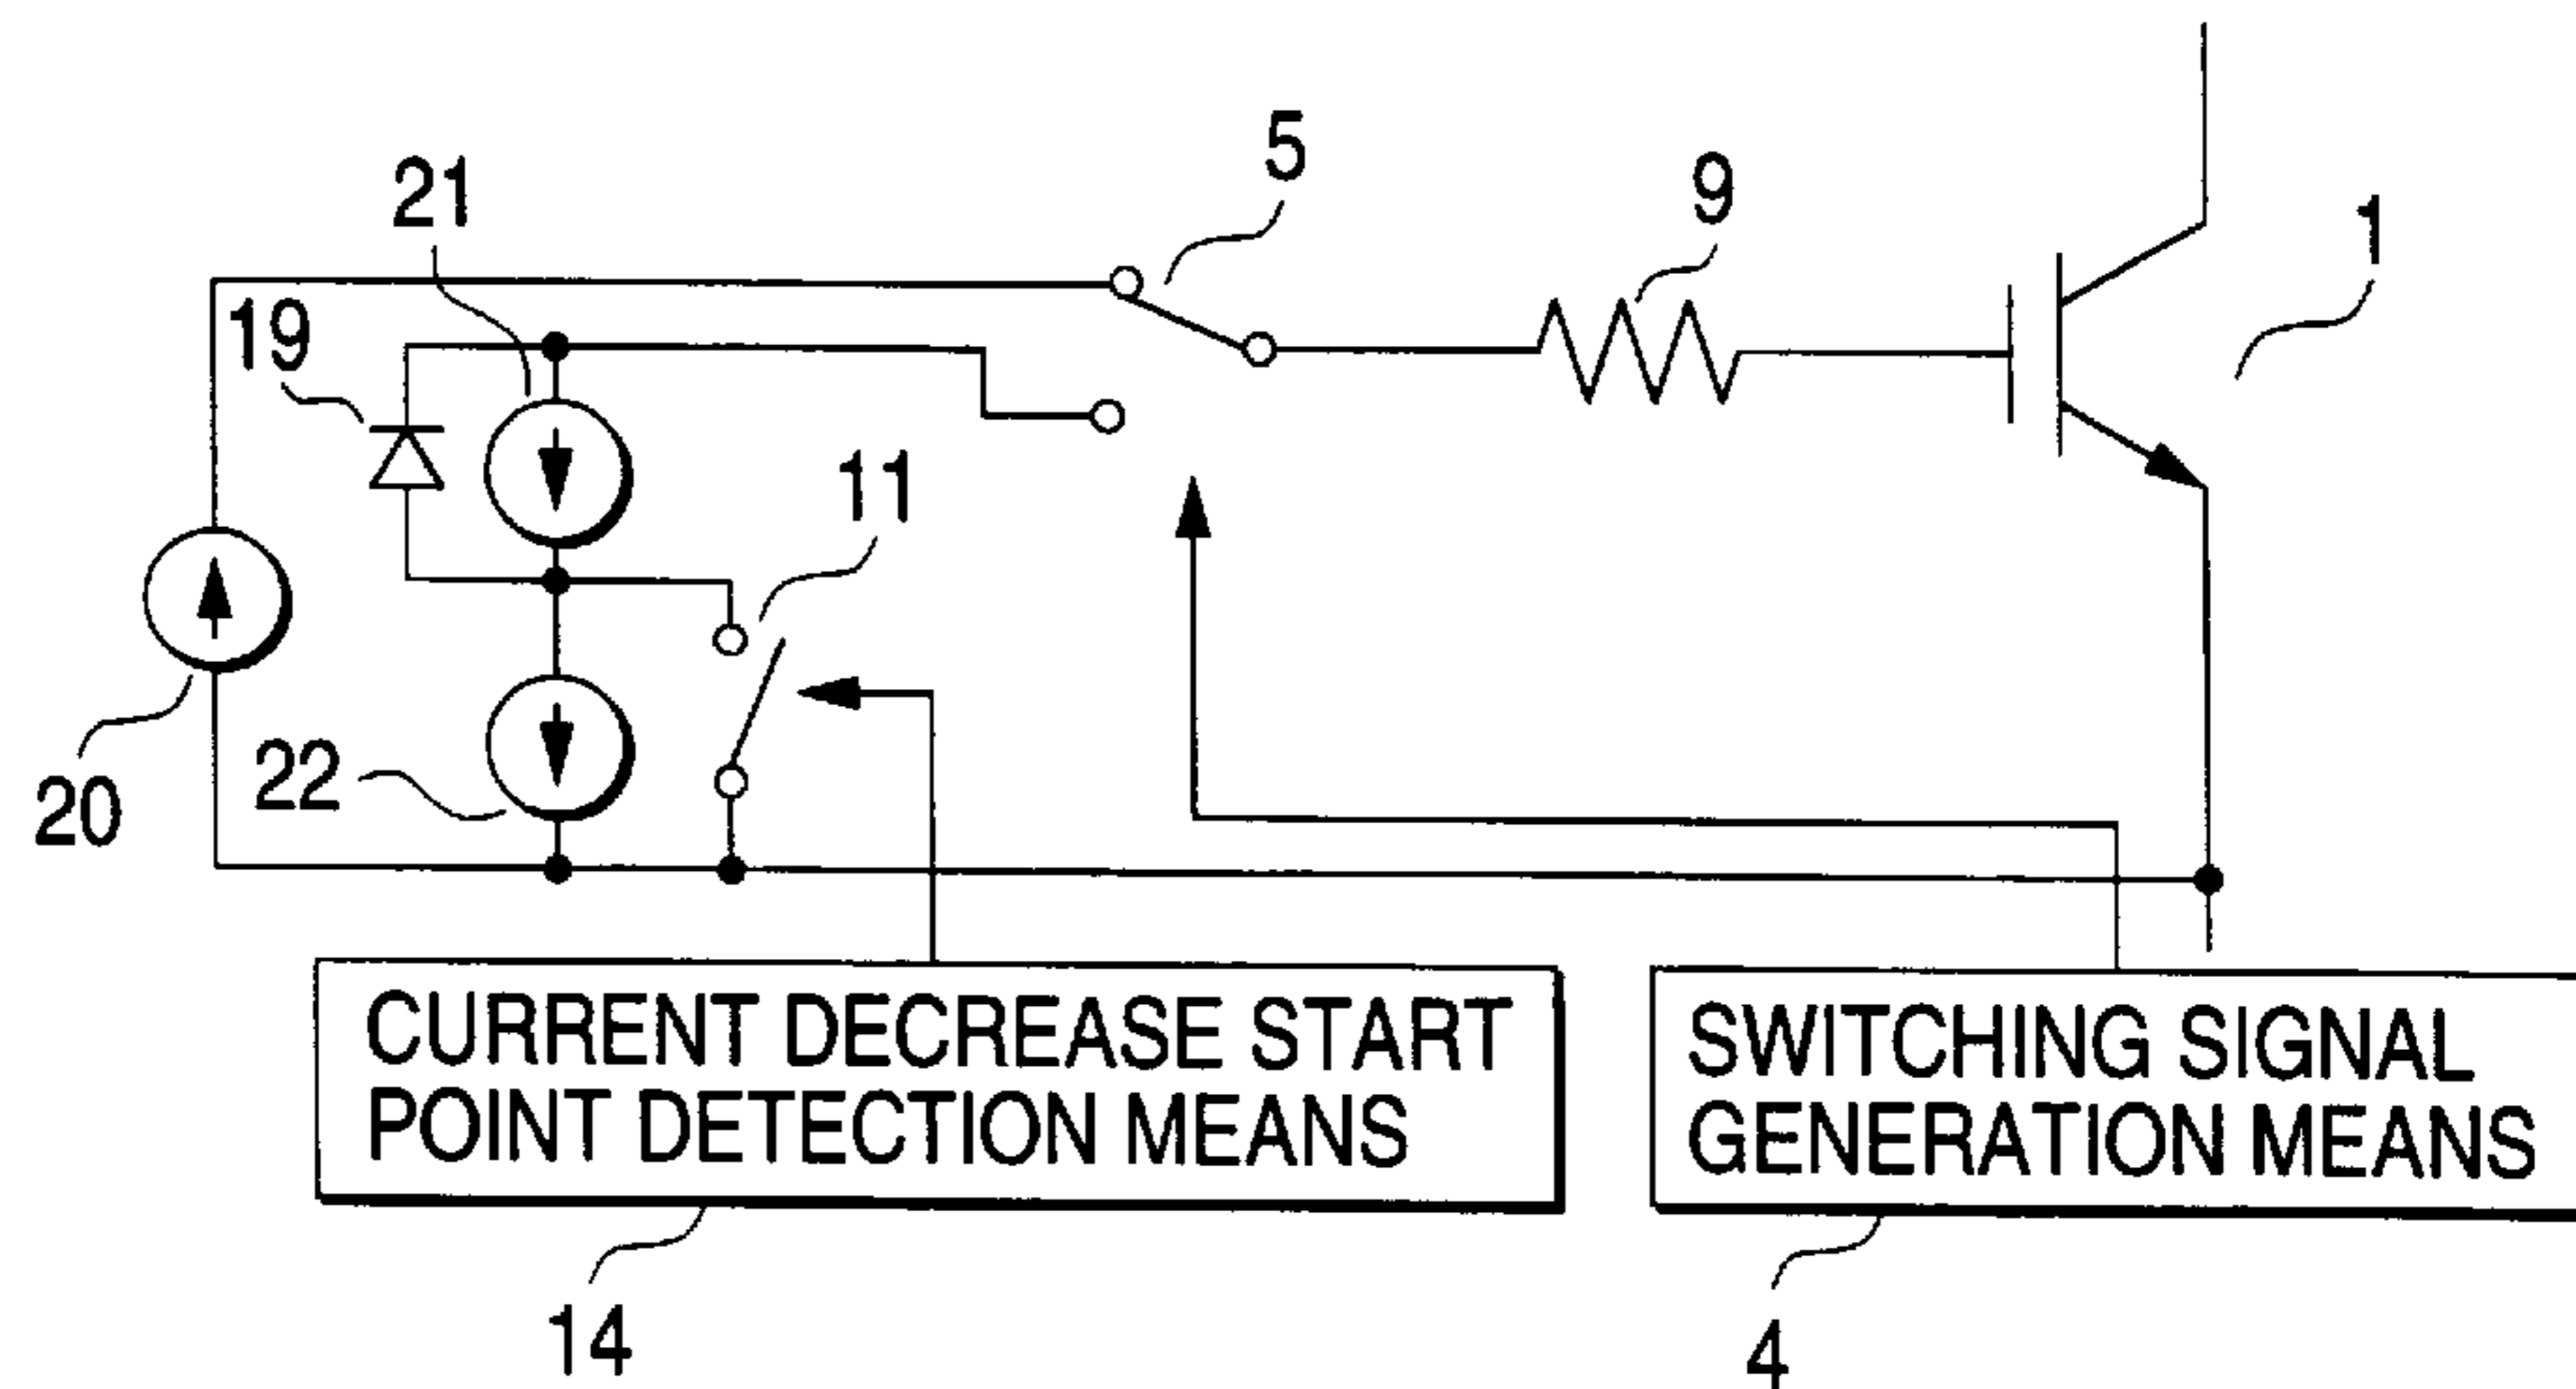 5
21
9
1
19
11
20
22
CURRENT DECREASE START
POINT DETECTION MEANS
SWITCHING SIGNAL
GENERATION MEANS
14
4